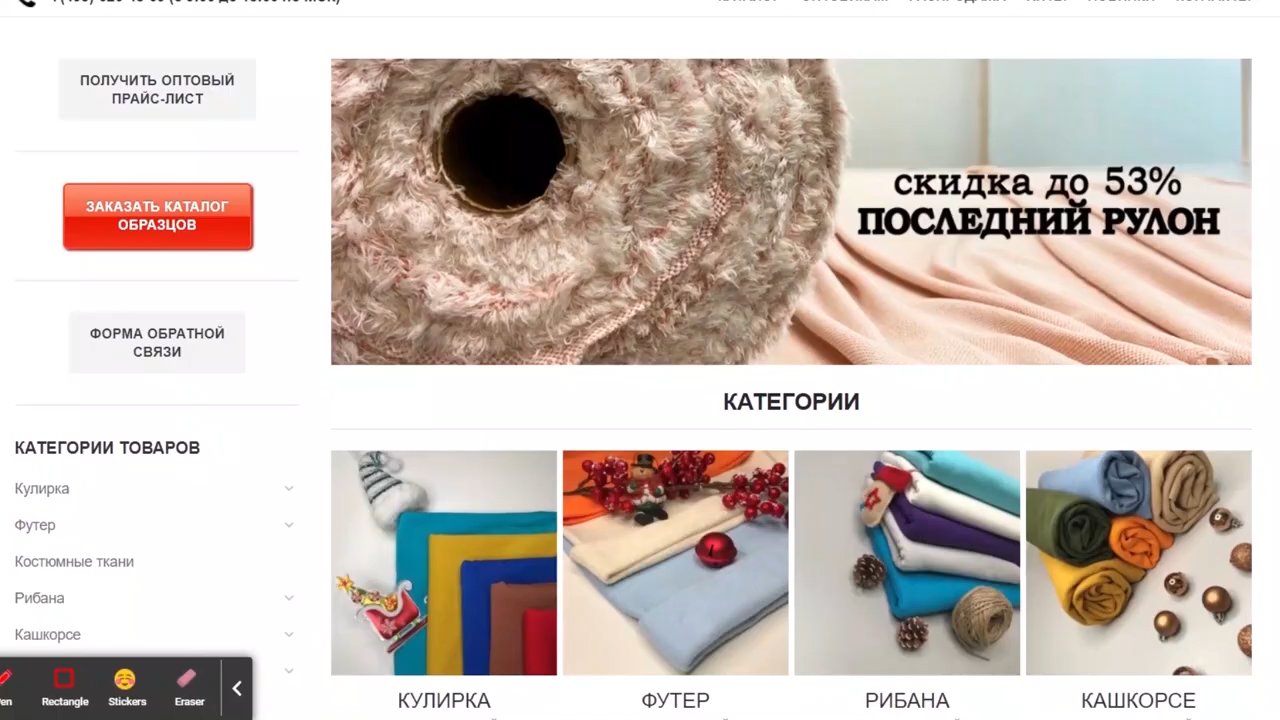 ПОЛУЧИТЬ ОПТОВЫЙ
ПРАЙС-ЛИСТ
ЗАКАЗАТЬ КАТАЛОГ
ОБРАЗЦОВ
ФОРМА ОБРАТНОЙ
СВЯЗИ
КАТЕГОРИИ ТОВАРОВ
Кулирка
Футер
Костюмные ткани
Рибана
Кашкорсе
скидка до 53%
ПОСЛЕДНИЙ РУЛОН
КАТЕГОРИИ
КУЛИРКА
ФУТЕР
РИБАНА
КАШКОРСЕ
Rectangle
Stickers
Eraser